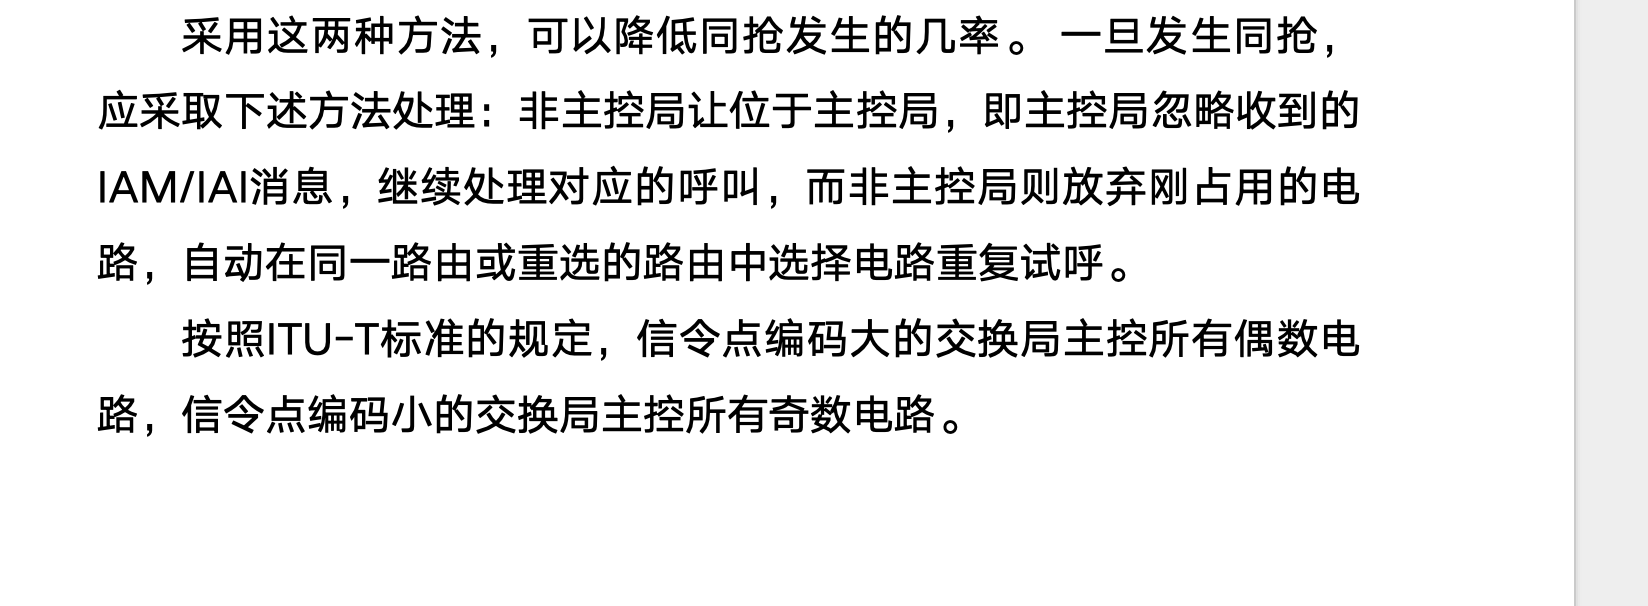 采用这两种方法，可以降低同抢发生的几率。 一旦发生同抢，
应采取下述方法处理：非主控局让位于主控局，即主控局忽略收到的
IAM/IAI消息，继续处理对应的呼叫，而非主控局则放弃刚占用的电
路，自动在同一路由或重选的路由中选择电路重复试呼。
按照ITU-T标准的规定，信令点编码大的交换局主控所有偶数电
路，信令点编码小的交换局主控所有奇数电路。